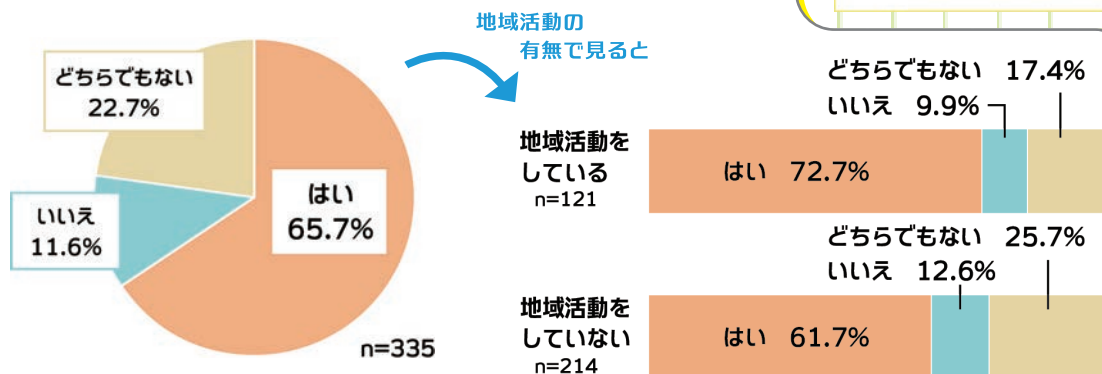 地域活動の
有無で見ると
どちらでもない
22.7%
いいえ
11.6%
はい
65.7%
n=335
どちらでもない 17.4%
いいえ 9.9%
地域活動を
している
n=121
はい 72.7%
どちらでもない 25.7%
いいえ 12.6%
地域活動を
していない
n=214
はい 61.7%